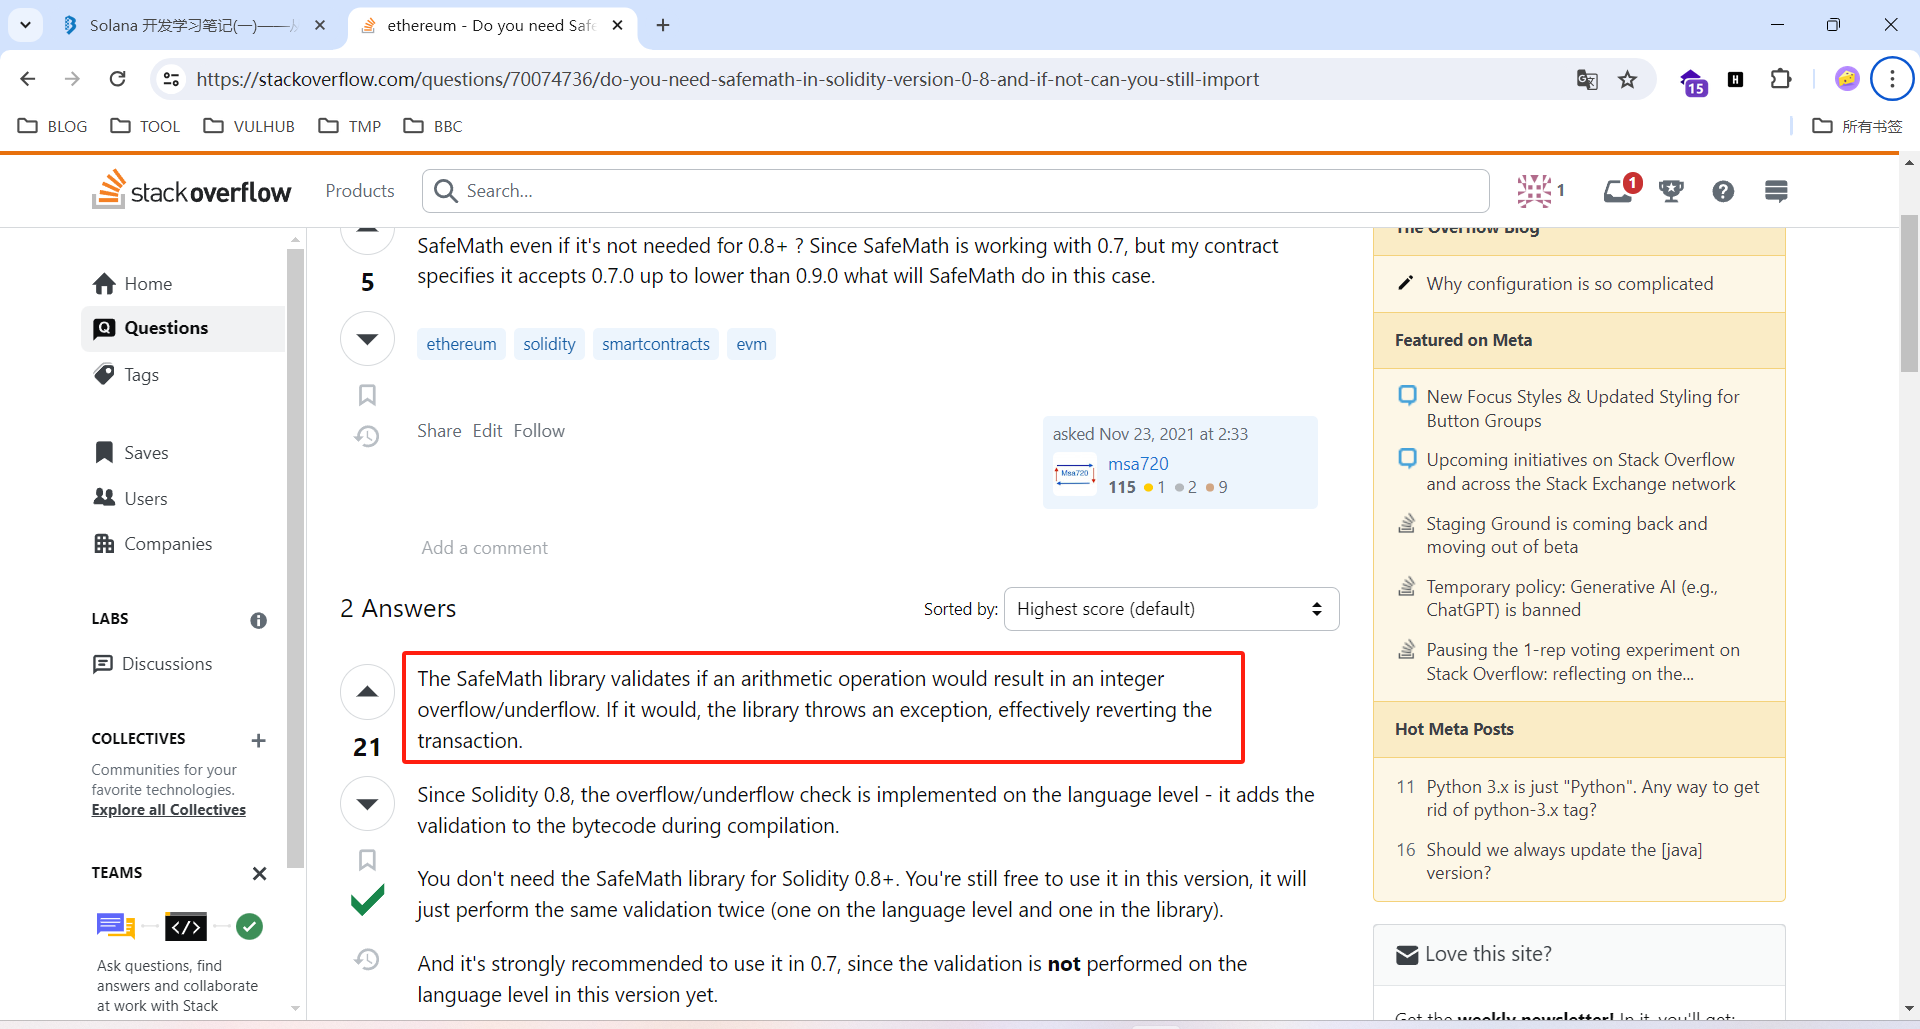 Solana 开发学习笔记(一)——
ethereum - Do you need Safe
https://stackoverflow.com/questions/70074736/do-you-need-safemath-in-solidity-version-0-8-and-if-not-can-you-still-import
15
H
BLOG
TOOL
VULHUB
TMP
BBC
所有书签
stackoverflow
Products
Search...
1
1
Home
Questions
Tags
Saves
Users
Companies
LABS
Discussions
COLLECTIVES
Communities for your
favorite technologies.
Explore all Collectives
TEAMS
Ask questions, find
answers and collaborate
at work with Stack
SafeMath even if it's not needed for 0.8+ ? Since SafeMath is working with 0.7, but my contract
specifies it accepts 0.7.0 up to lower than 0.9.0 what will SafeMath do in this case.
5
ethereum
solidity
smartcontracts
evm
Share Edit Follow
asked Nov 23, 2021 at 2:33
Msa720
msa720
115 1 2 9
Add a comment
2 Answers
Sorted by:
Highest score (default)
The SafeMath library validates if an arithmetic operation would result in an integer
overflow/underflow. If it would, the library throws an exception, effectively reverting the
transaction.
21
Since Solidity 0.8, the overflow/underflow check is implemented on the language level - it adds the
validation to the bytecode during compilation.
You don't need the SafeMath library for Solidity 0.8+. You're still free to use it in this version, it will
just perform the same validation twice (one on the language level and one in the library).
And it's strongly recommended to use it in 0.7, since the validation is not performed on the
language level in this version yet.
The Overflow Blog
Why configuration is so complicated
Featured on Meta
New Focus Styles & Updated Styling for
Button Groups
Upcoming initiatives on Stack Overflow
and across the Stack Exchange network
Staging Ground is coming back and
moving out of beta
Temporary policy: Generative AI (e.g.,
ChatGPT) is banned
Pausing the 1-rep voting experiment on
Stack Overflow: reflecting on the...
Hot Meta Posts
11 Python 3.x is just "Python". Any way to get
rid of python-3.x tag?
16 Should we always update the [java]
version?
Love this site?
Get the weekly newsletter! In it, you'll get: